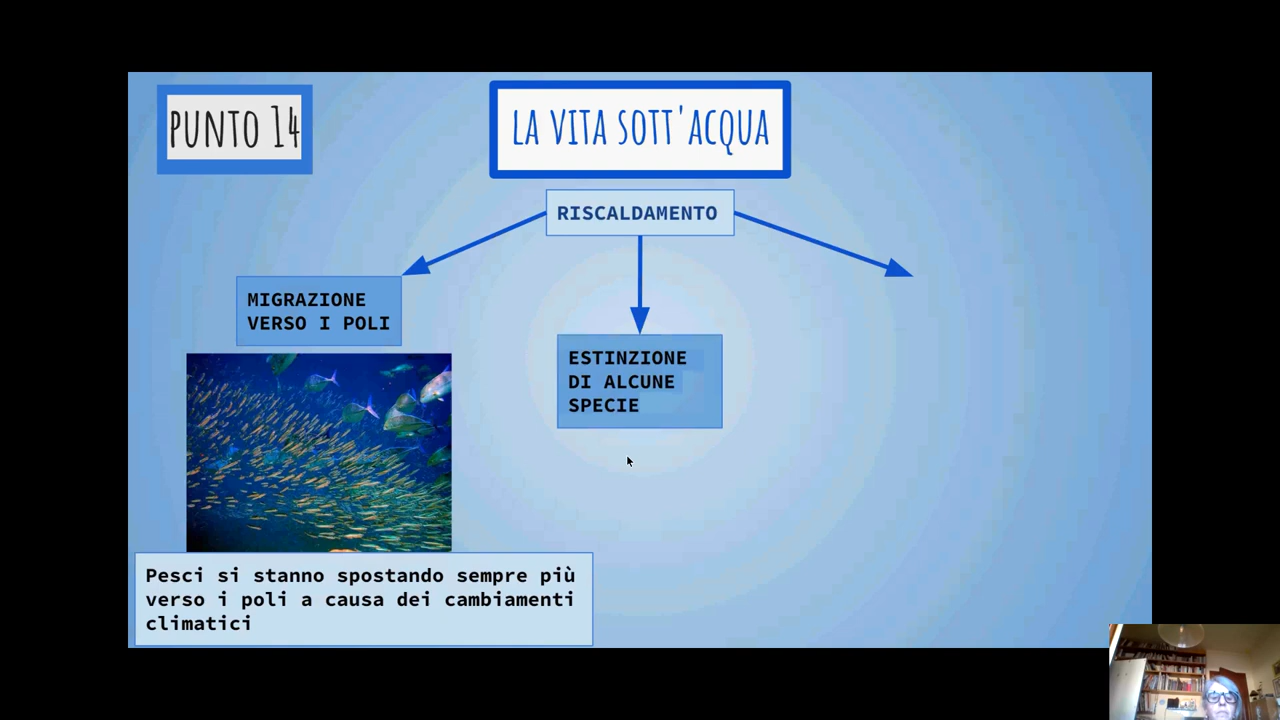 PUNTO 14
LA VITA SOTT'ACQUA
RISCALDAMENTO
MIGRAZIONE
VERSO I POLI
ESTINZIONE
DI ALCUNE
SPECIE
Pesci si stanno spostando sempre più
verso i poli a causa dei cambiamenti
climatici